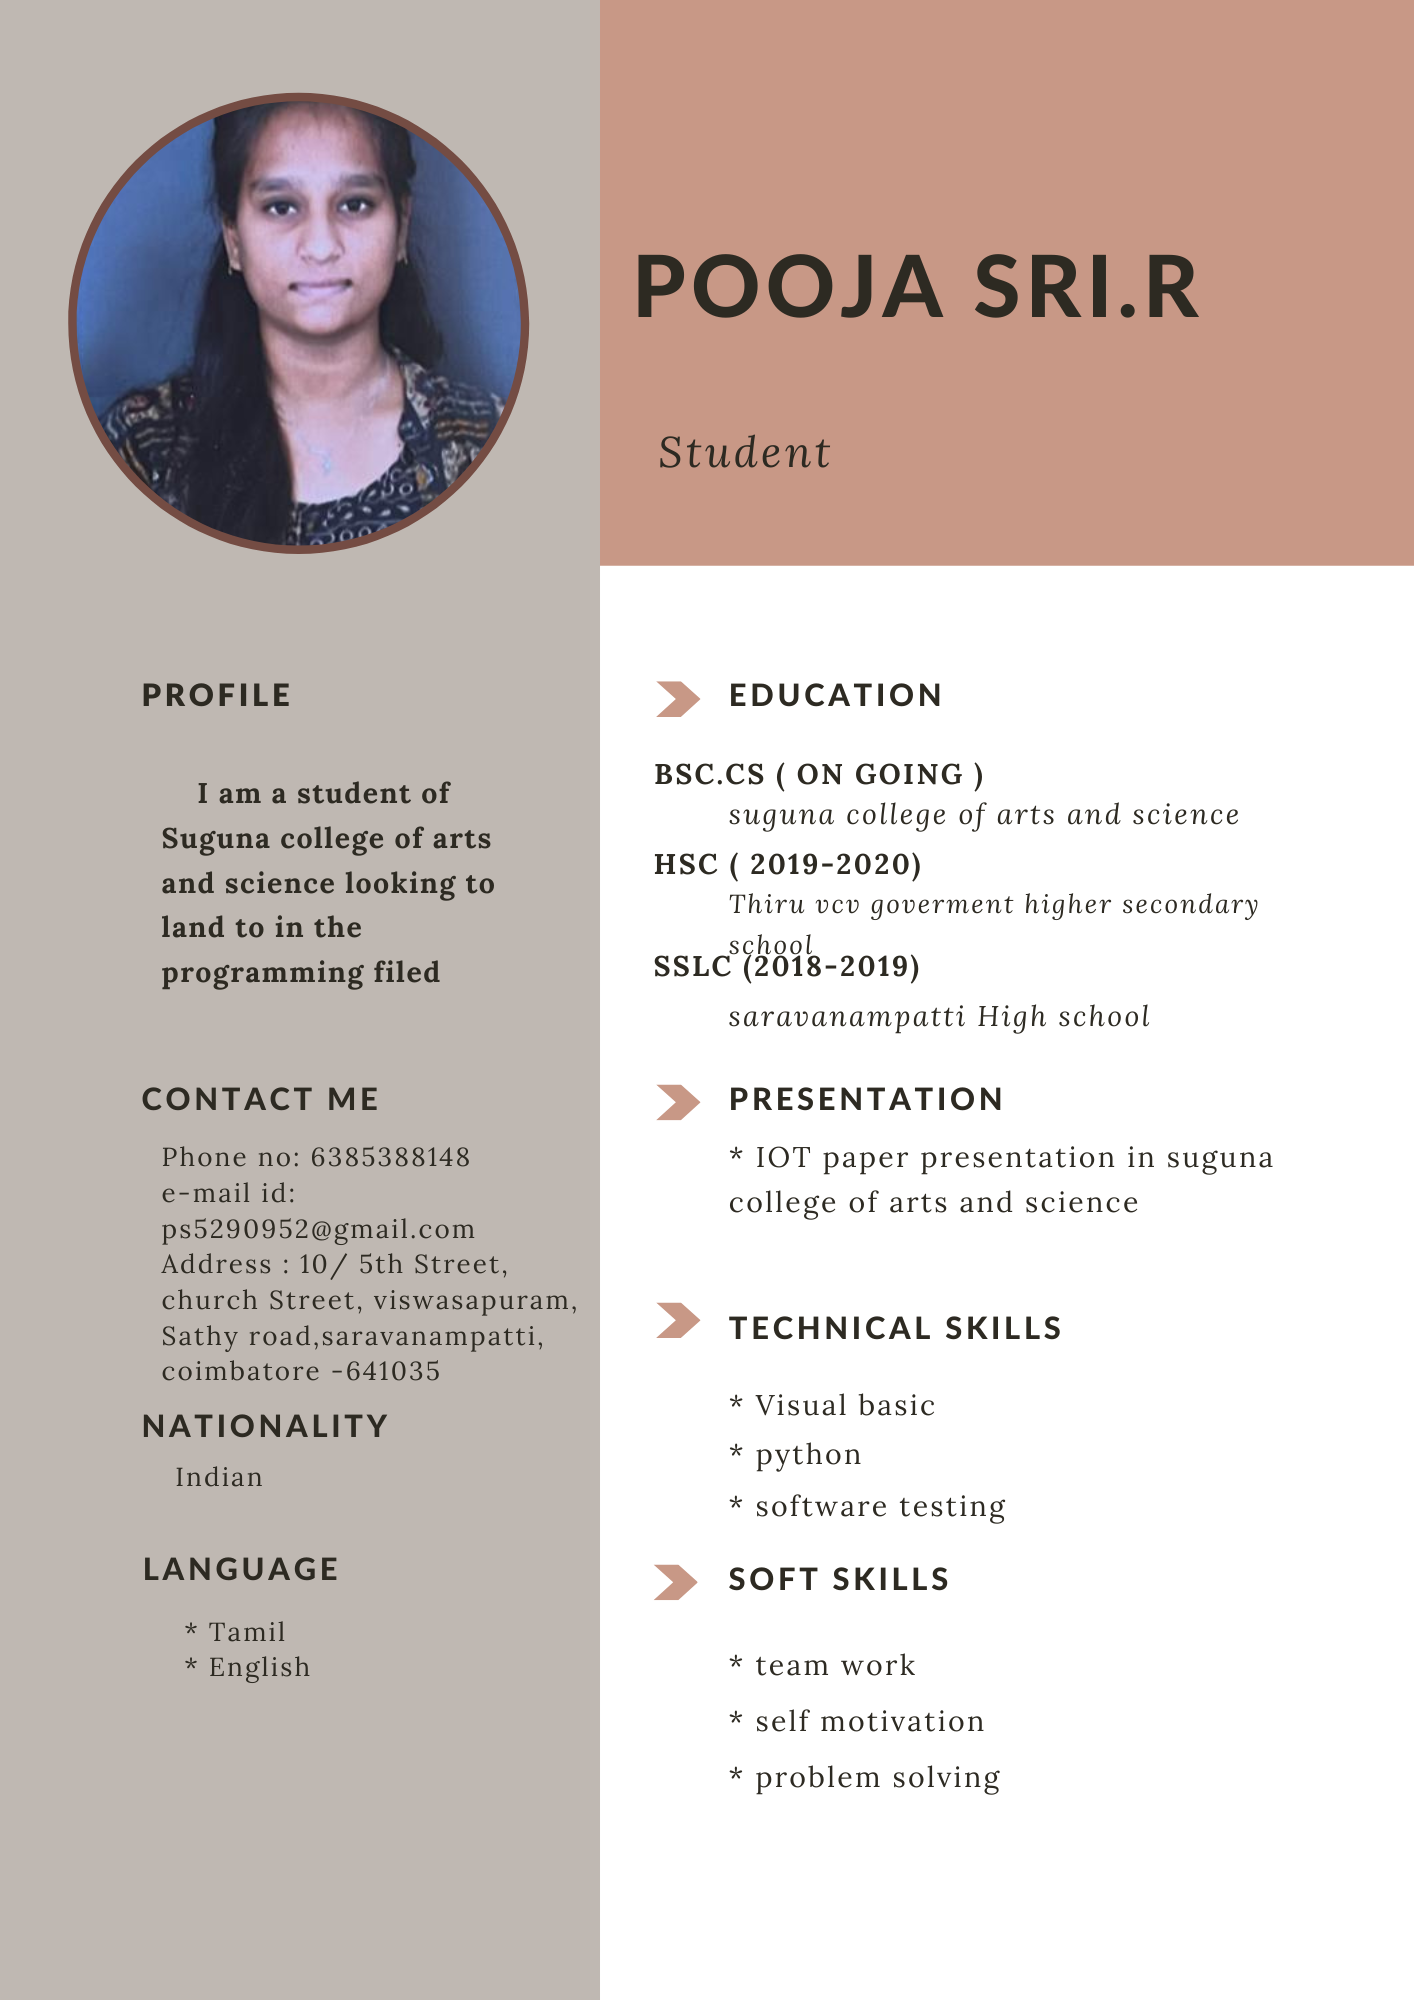 POOJA SRI.R
Student
PROFILE
I am a student of
Suguna college of arts
and science looking to
land to in the
programming filed
CONTACT ME
Phone no: 6385388148
e-mail id:
ps5290952@gmail.com
Address : 10/ 5th Street,
church Street, viswasapuram,
Sathy road,saravanampatti,
coimbatore -641035
NATIONALITY
Indian
LANGUAGE
* Tamil
* English
EDUCATION
BSC.CS ( ON GOING )
suguna college of arts and science
HSC ( 2019-2020)
Thiru vcv goverment higher secondary
school
SSLC (2018-2019)
saravanampatti High school
PRESENTATION
* IOT paper presentation in suguna
college of arts and science
TECHNICAL SKILLS
* Visual basic
* python
* software testing
SOFT SKILLS
* team work
* self motivation
* problem solving